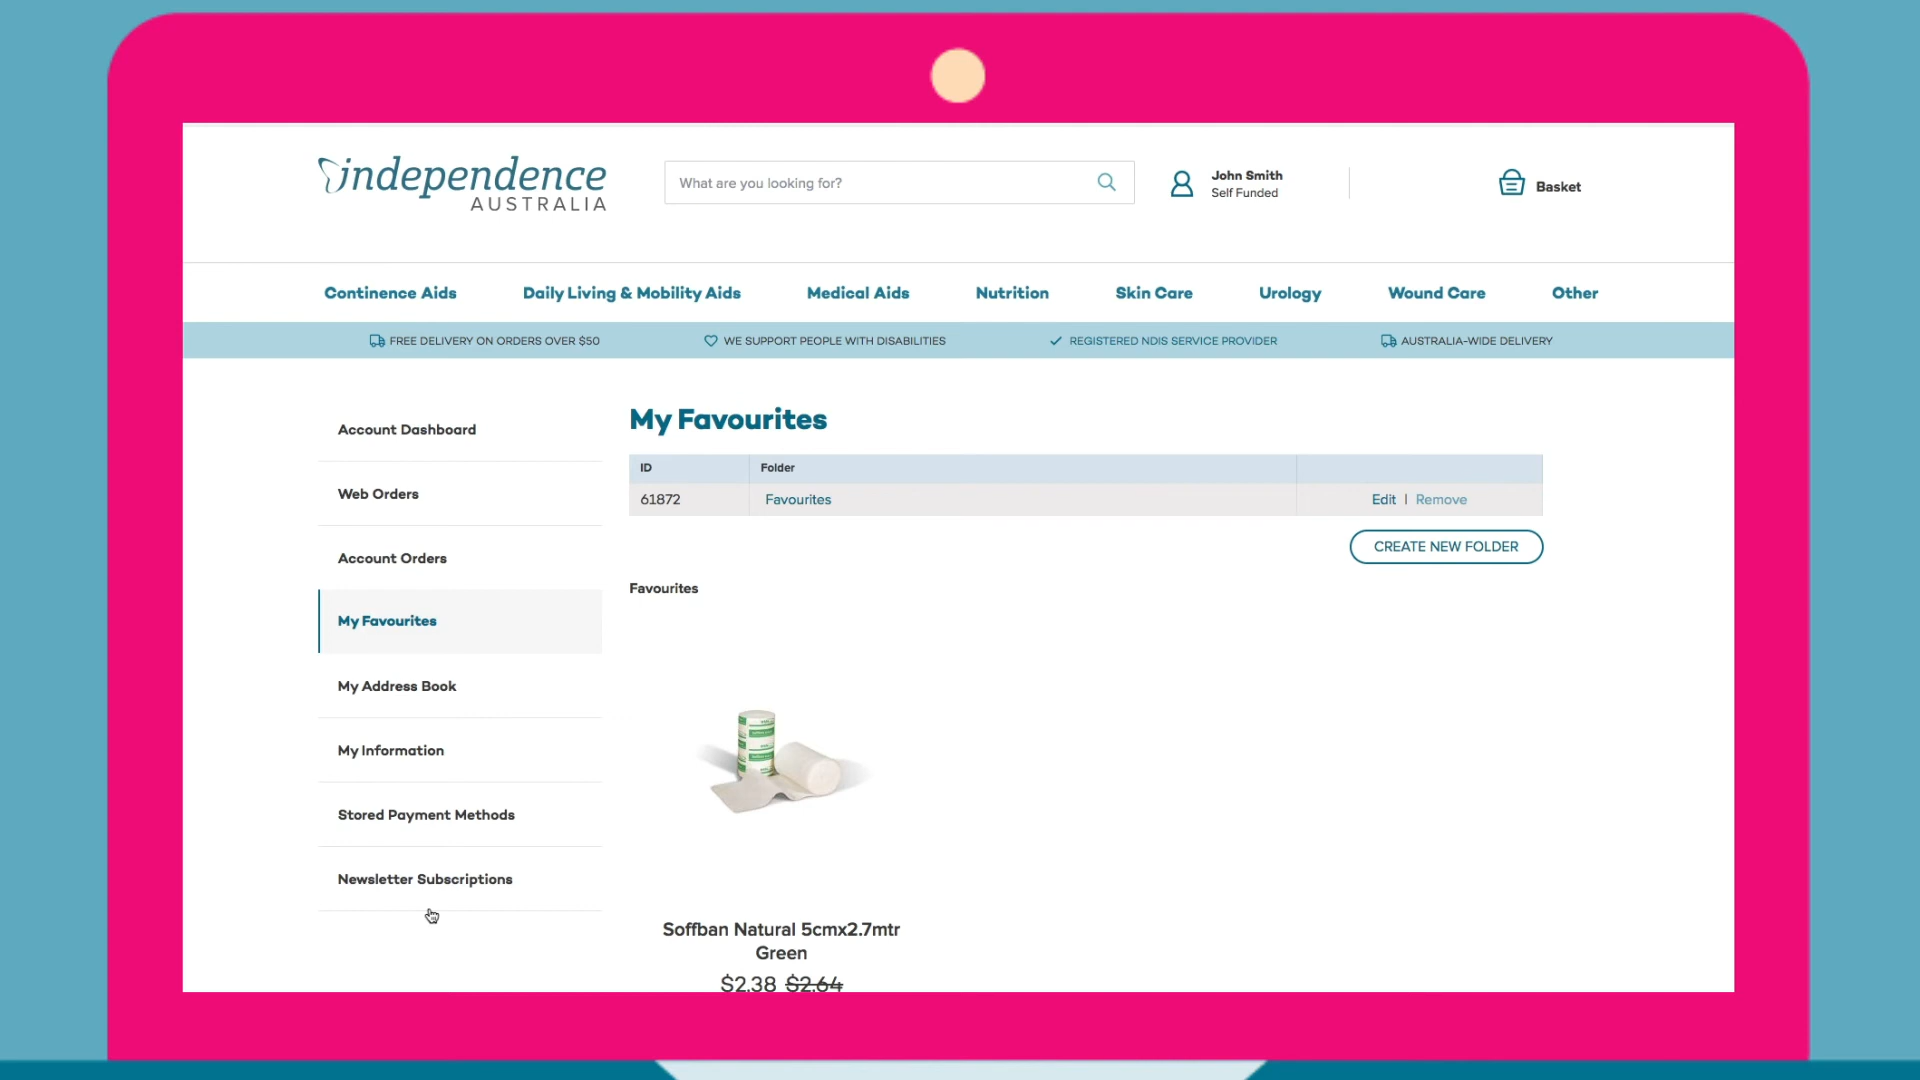 independence
AUSTRALIA
What are you looking for?
John Smith
Self Funded
Basket
Continence Aids
Daily Living & Mobility Aids
Medical Aids
Nutrition
Skin Care
Urology
Wound Care
Other
FREE DELIVERY ON ORDERS OVER $50
WE SUPPORT PEOPLE WITH DISABILITIES
REGISTERED NDIS SERVICE PROVIDER
AUSTRALIA-WIDE DELIVERY
Account Dashboard
Web Orders
Account Orders
My Favourites
My Address Book
My Information
Stored Payment Methods
Newsletter Subscriptions
My Favourites
ID Folder
61872 Favourites Edit | Remove
CREATE NEW FOLDER
Favourites
Soffban Natural 5cmx2.7mtr
Green
$2.38 $2.64